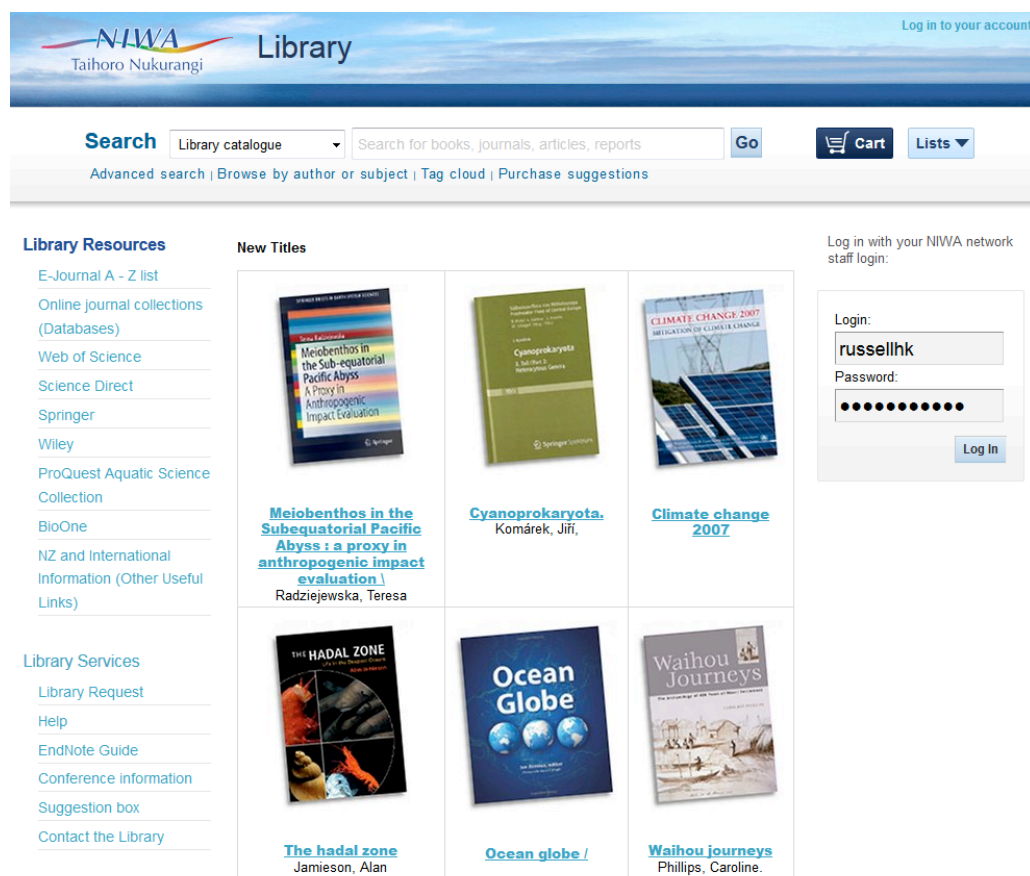 NIWA
Taihoro Nukurangi
Library
Log in to your account
Search
Library catalogue
Search for books, journals, articles, reports
Go
Cart
Lists
Advanced search | Browse by author or subject | Tag cloud | Purchase suggestions
Library Resources
E-Journal A - Z list
Online journal collections
(Databases)
Web of Science
Science Direct
Springer
Wiley
ProQuest Aquatic Science
Collection
BioOne
NZ and International
Information (Other Useful
Links)
Library Services
Library Request
Help
EndNote Guide
Conference information
Suggestion box
Contact the Library
New Titles
Meiobenthos in
the Sub-equatorial
Pacific Abyss
A Proxy in
Anthropogenic
Impact Evaluation
Springer
Meiobenthos in the
Subequatorial Pacific
Abyss : a proxy in
anthropogenic impact
evaluation \
Radziejewska, Teresa
Cyanoprokaryota
Springer Spektrum
Cyanoprokaryota.
Komárek, Jiří,
CLIMATE CHANGE 2007
MITIGATION OF CLIMATE CHANGE
Climate change
2007
THE HADAL ZONE
The hadal zone
Jamieson, Alan
Ocean
Globe
Ocean globe /
Waihou
Journeys
Waihou journeys
Phillips, Caroline.
Log in with your NIWA network
staff login:
Login:
russellhk
Password:
●●●●●●●●●●●
Log In